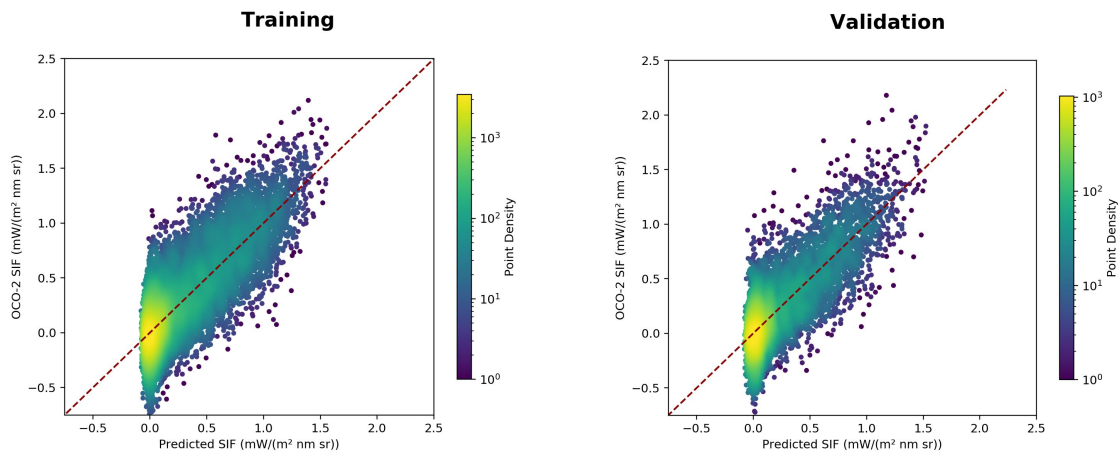 Training
2.5
2.0
1.5
1.0
0.5
0.0
−0.5
OCO-2 SIF (mW/(m² nm sr))
−0.5 0.0 0.5 1.0 1.5 2.0 2.5
Predicted SIF (mW/(m² nm sr))
10³
10²
10¹
10⁰
Point Density
Validation
2.5
2.0
1.5
1.0
0.5
0.0
−0.5
OCO-2 SIF (mW/(m² nm sr))
−0.5 0.0 0.5 1.0 1.5 2.0 2.5
Predicted SIF (mW/(m² nm sr))
10³
10²
10¹
10⁰
Point Density